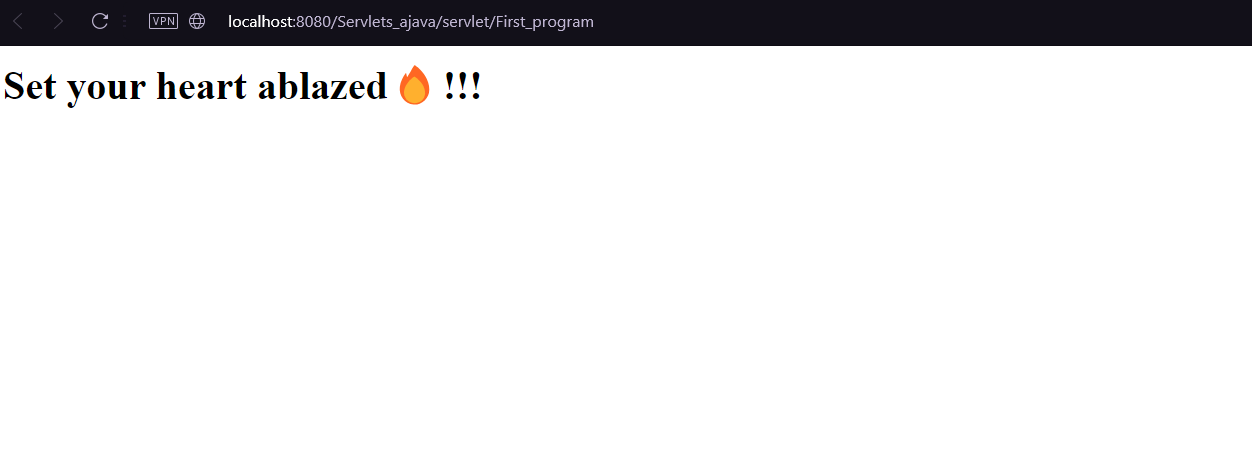 VPN localhost:8080/Servlets_ajava/servlet/First_program
Set your heart ablazed 🔥 !!!